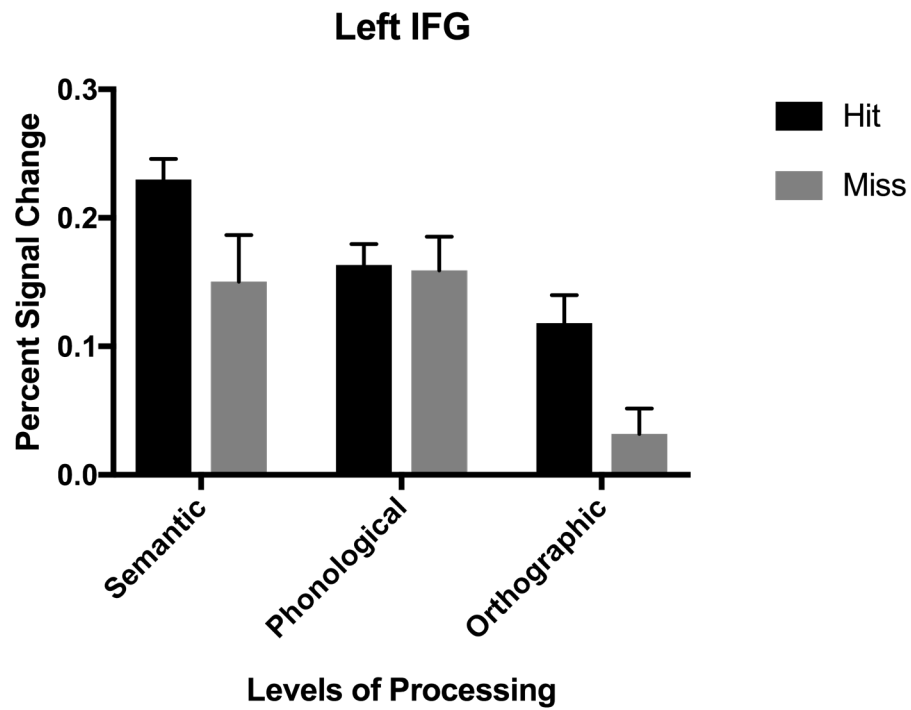 Left IFG
Percent Signal Change
0.3
0.2
0.1
0.0
Semantic
Phonological
Orthographic
Levels of Processing
Hit
Miss